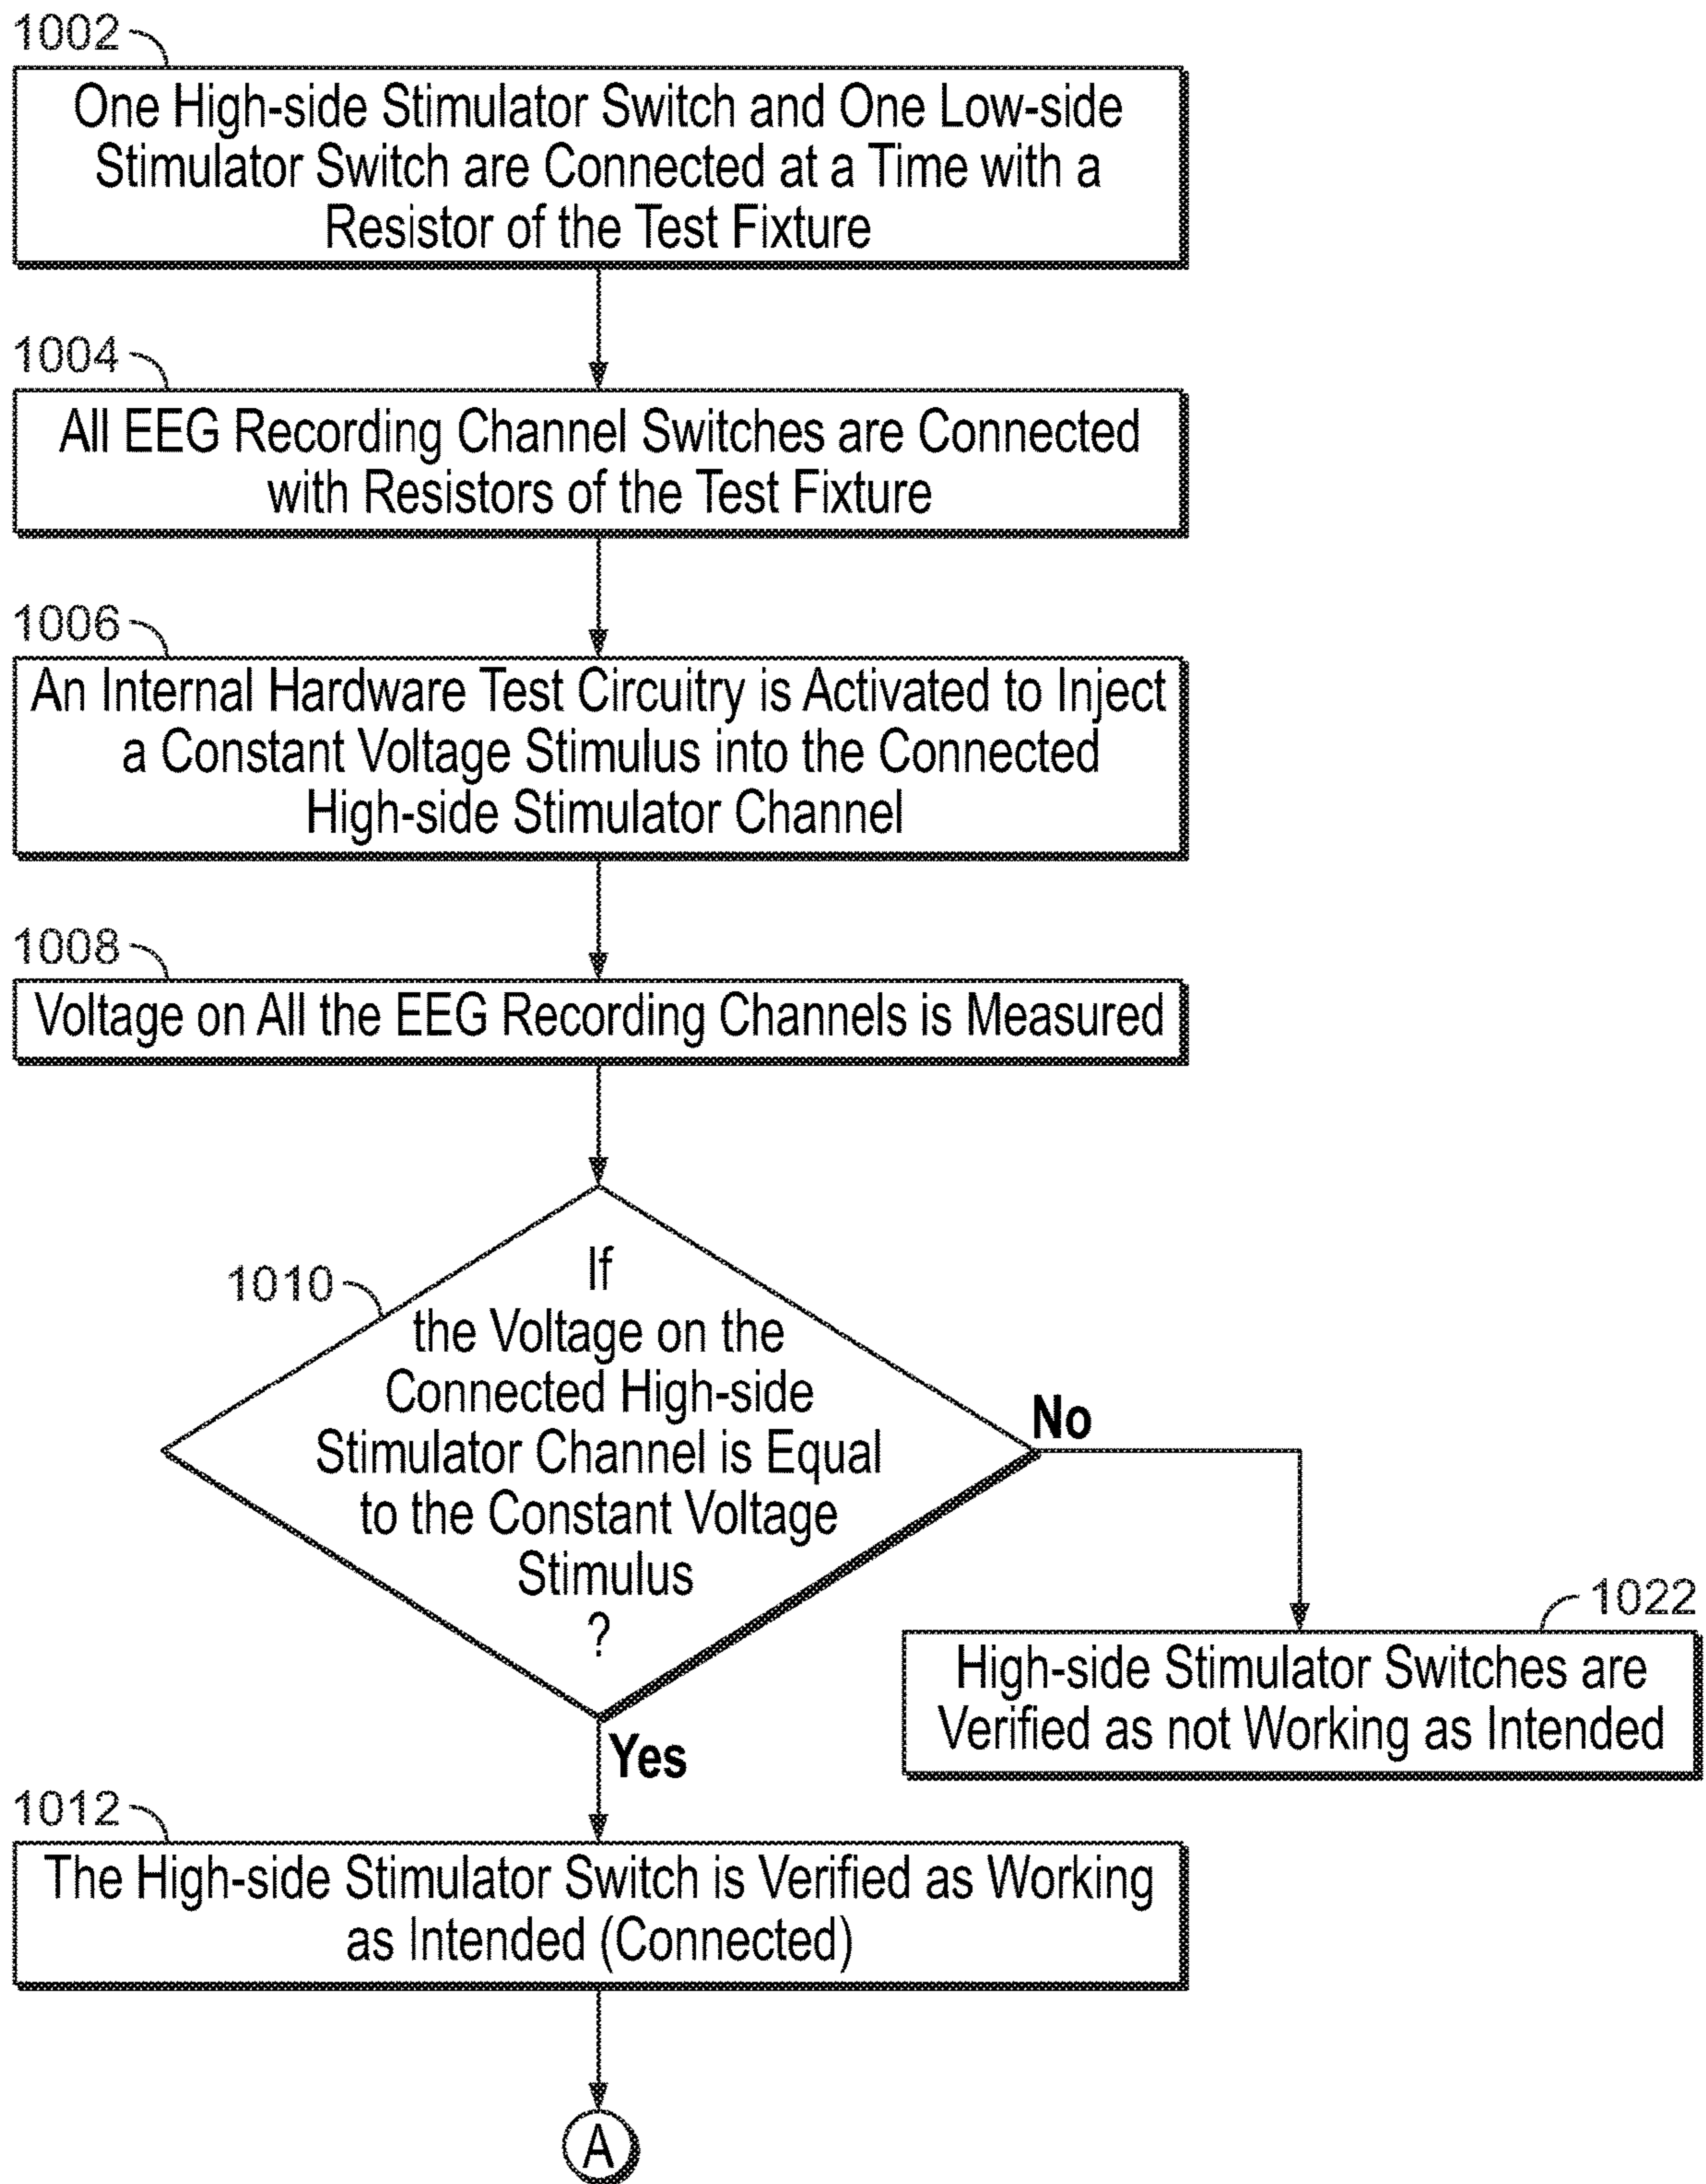 1002
One High-side Stimulator Switch and One Low-side
Stimulator Switch are Connected at a Time with a
Resistor of the Test Fixture
1004
All EEG Recording Channel Switches are Connected
with Resistors of the Test Fixture
1006
An Internal Hardware Test Circuitry is Activated to Inject
a Constant Voltage Stimulus into the Connected
High-side Stimulator Channel
1008
Voltage on All the EEG Recording Channels is Measured
1010
If
the Voltage on the
Connected High-side
Stimulator Channel is Equal
to the Constant Voltage
Stimulus
?
No
1022
High-side Stimulator Switches are
Verified as not Working as Intended
Yes
1012
The High-side Stimulator Switch is Verified as Working
as Intended (Connected)
A